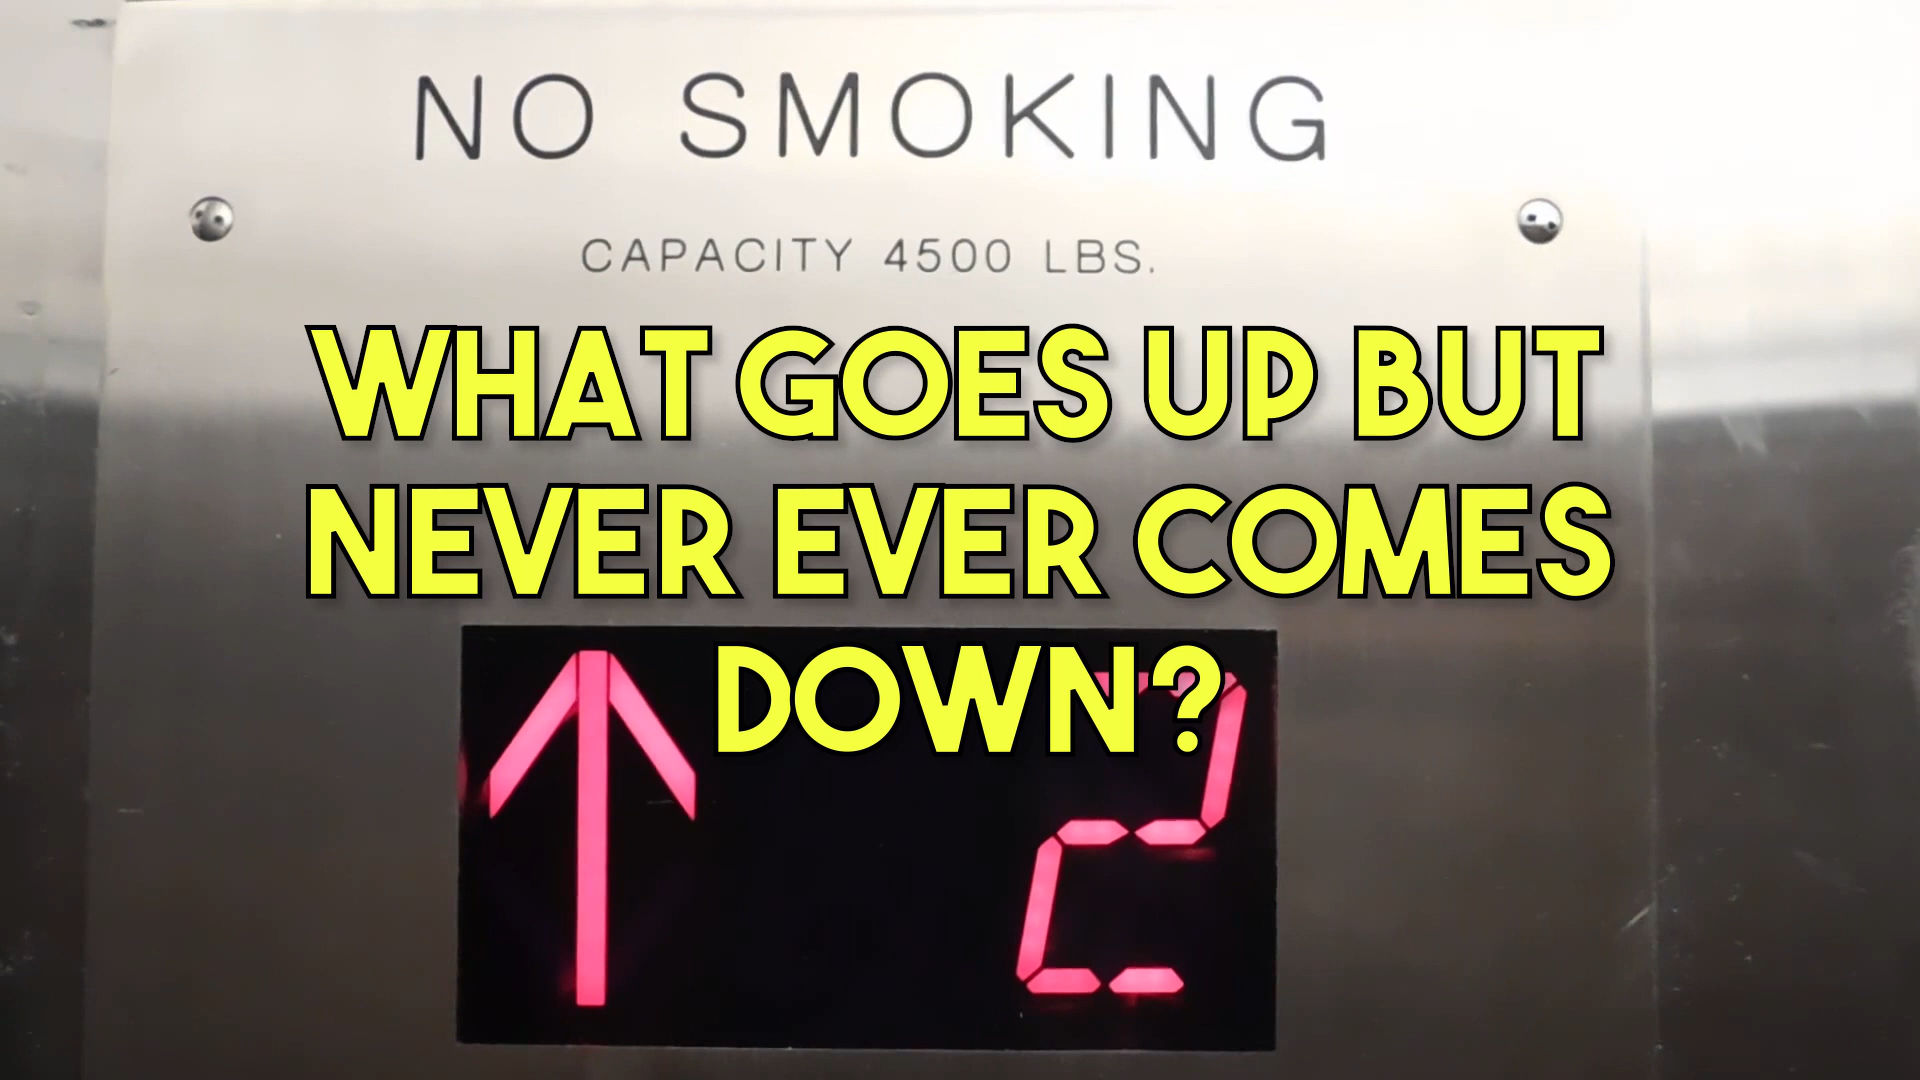 NO SMOKING
CAPACITY 4500 LBS.
WHAT GOES UP BUT
NEVER EVER COMES
DOWN?
2